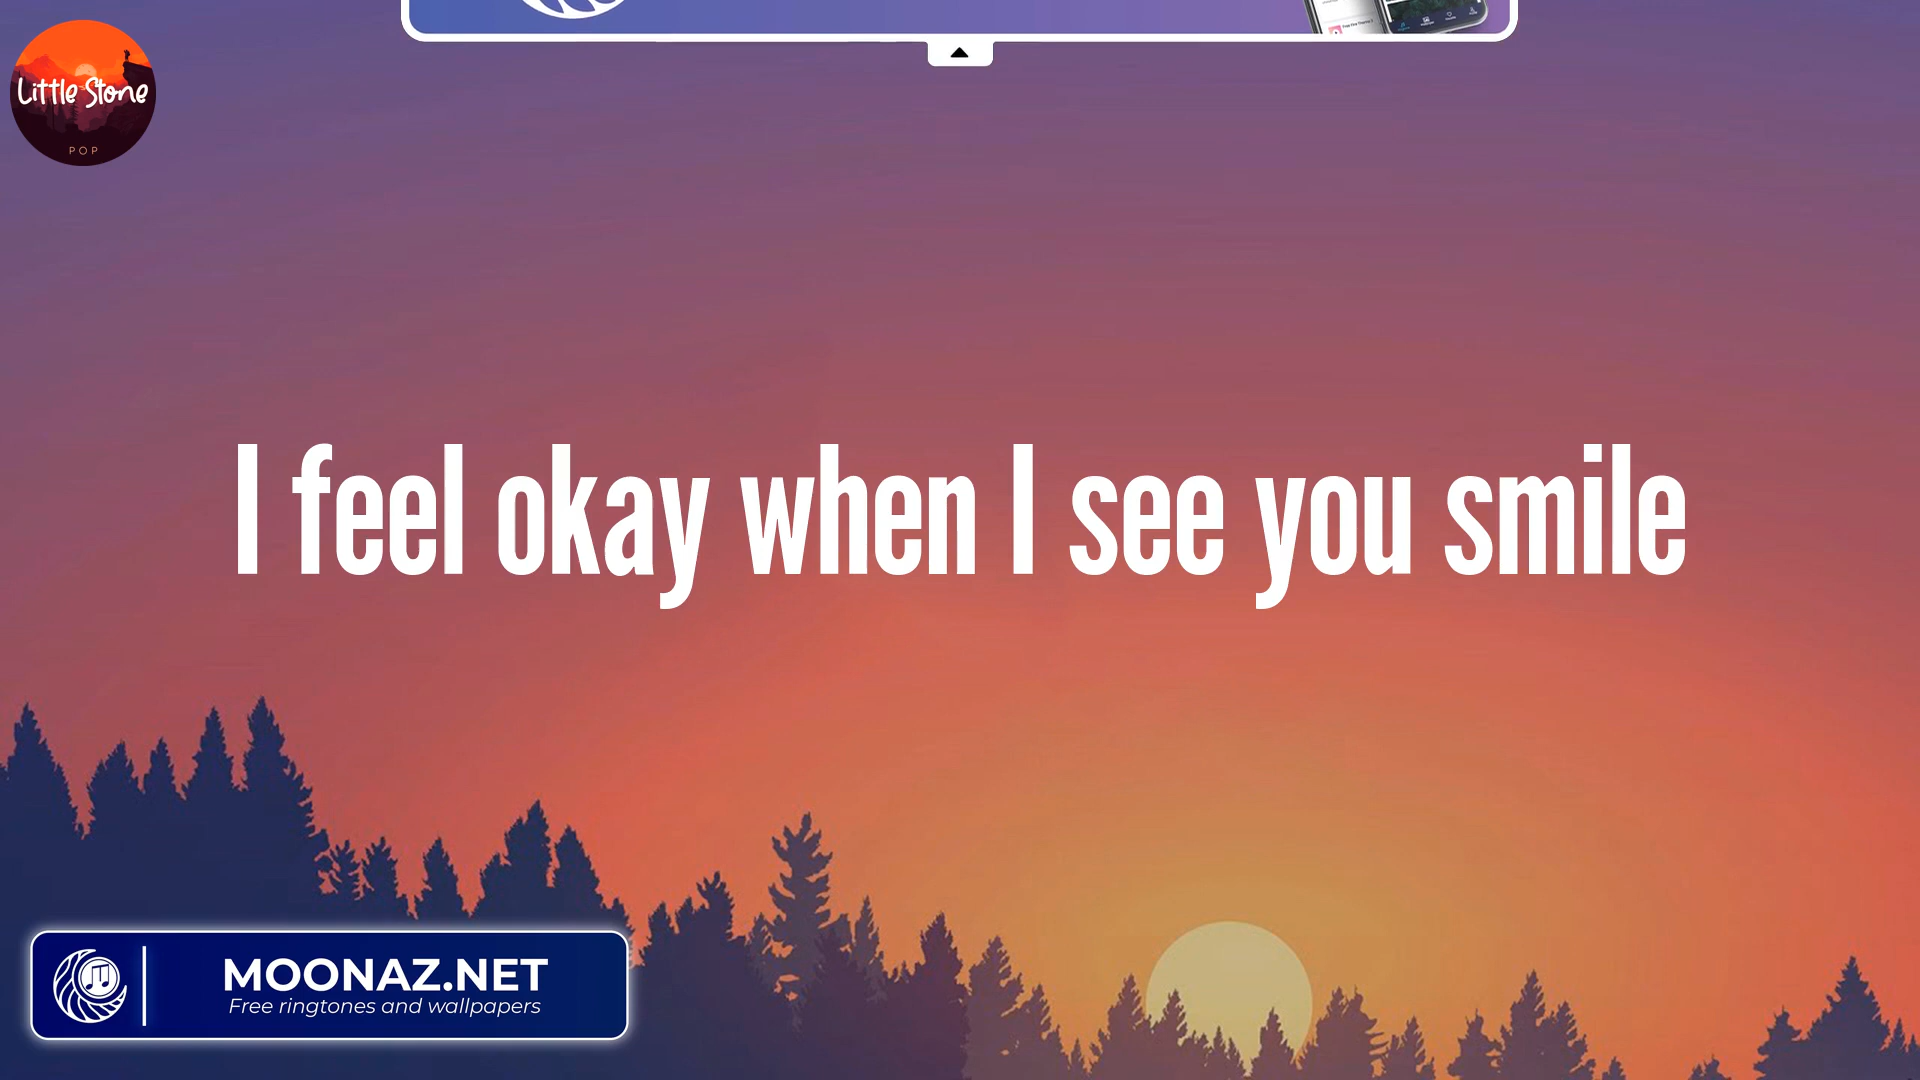 Little Stone
POP
I feel okay when I see you smile
MOONAZ.NET
Free ringtones and wallpapers